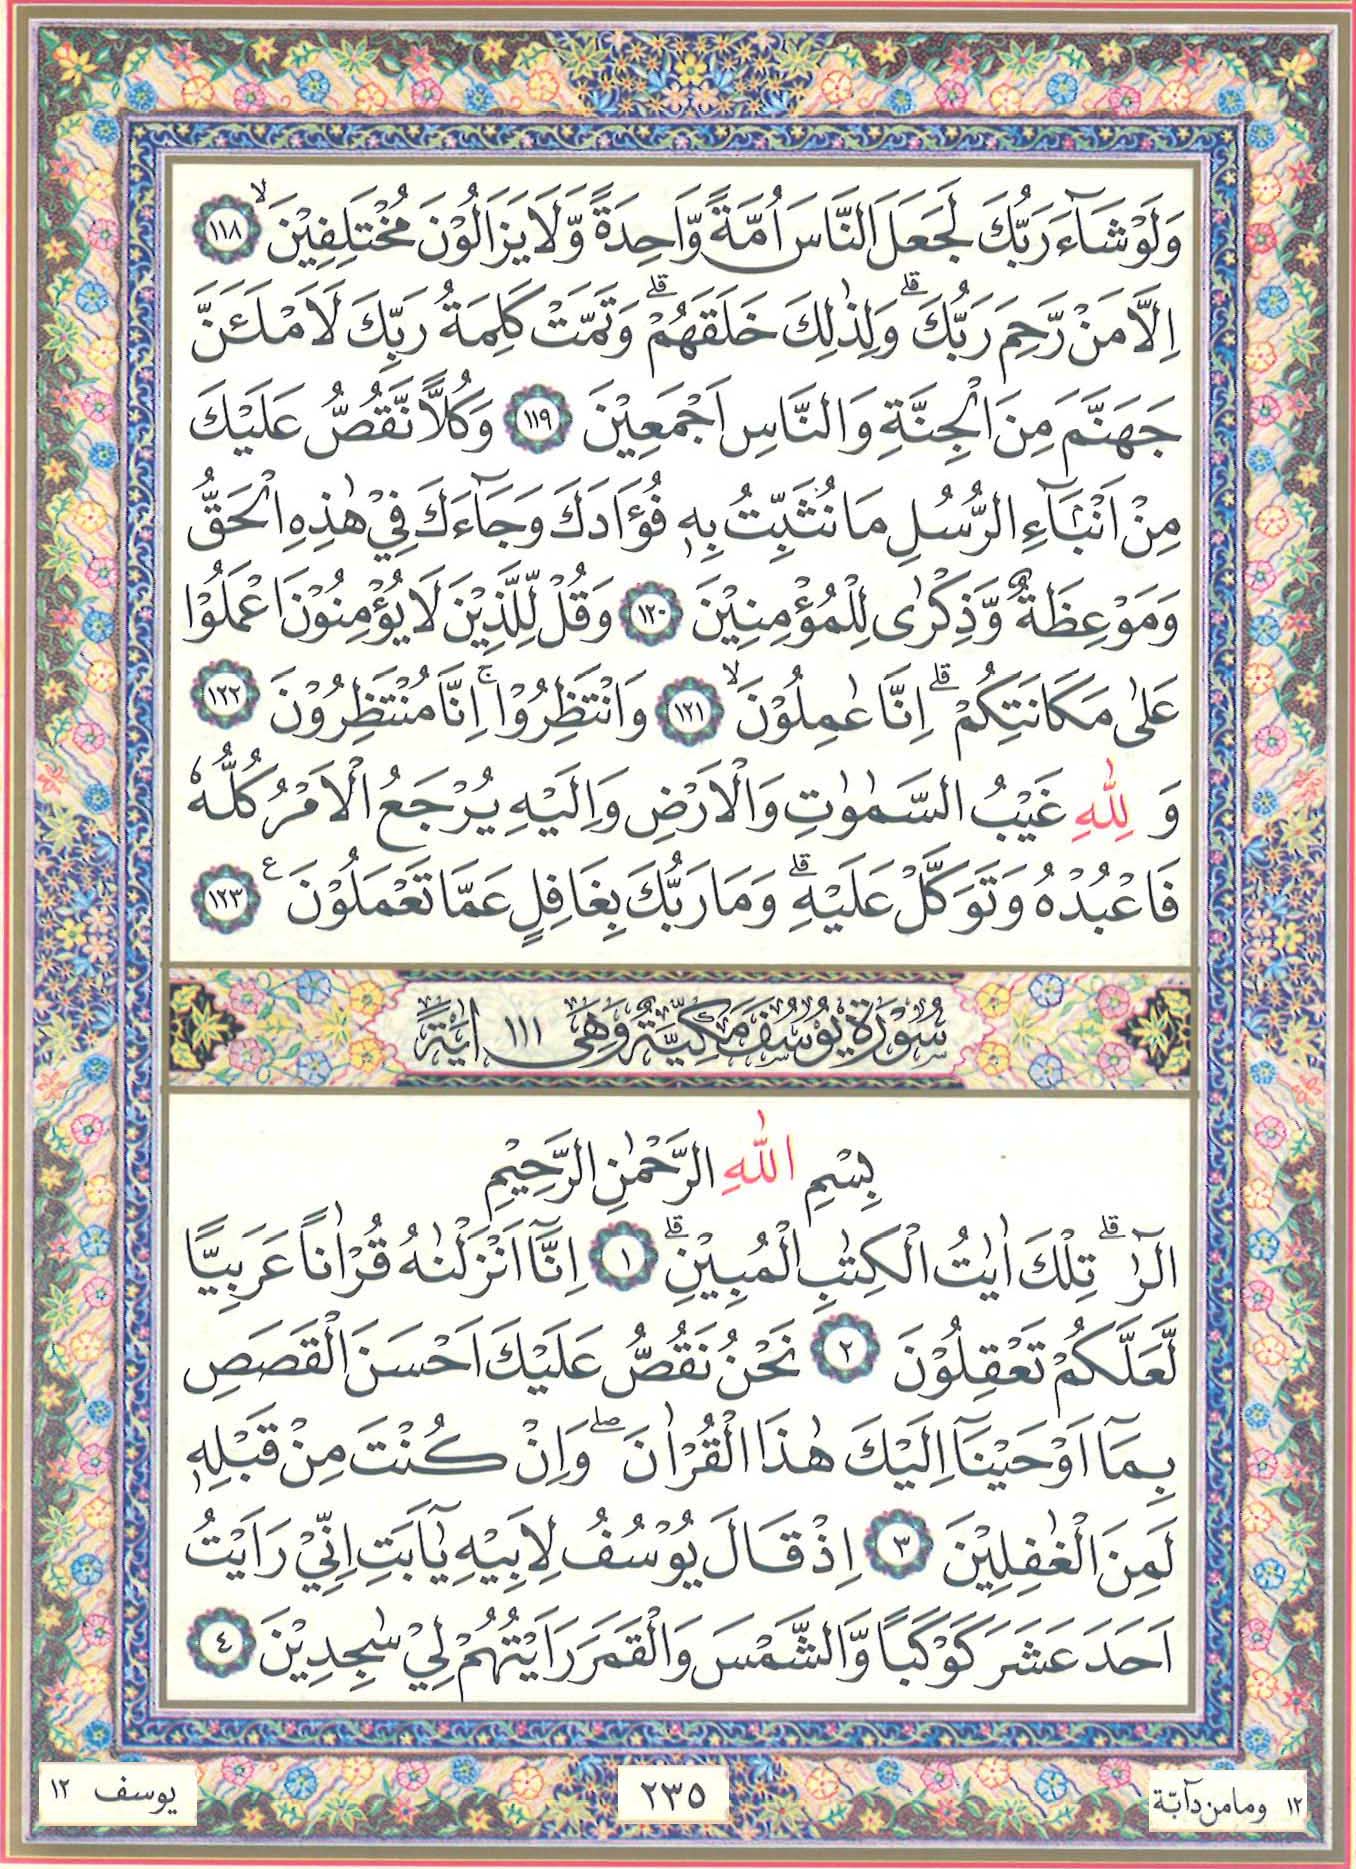 وَلَوْ شَآءَ رَبُّكَ لَجَعَلَ النَّاسَ اُمَّةً وَّاحِدَةً وَّلَا يَزَالُوْنَ مُخْتَلِفِيْنَ ۙ ١١٨
اِلَّا مَنْ رَّحِمَ رَبُّكَ ۗ وَلِذٰلِكَ خَلَقَهُمْ ۗ وَتَمَّتْ كَلِمَةُ رَبِّكَ لَاَمْلَـَٔنَّ
جَهَنَّمَ مِنَ الْجِنَّةِ وَالنَّاسِ اَجْمَعِيْنَ ١١٩ وَكُلًّا نَّقُصُّ عَلَيْكَ
مِنْ اَنْۢبَآءِ الرُّسُلِ مَا نُثَبِّتُ بِهٖ فُؤَادَكَ وَجَآءَكَ فِيْ هٰذِهِ الْحَقُّ
وَمَوْعِظَةٌ وَّذِكْرٰى لِلْمُؤْمِنِيْنَ ١٢٠ وَقُلْ لِّلَّذِيْنَ لَا يُؤْمِنُوْنَ اعْمَلُوْا
عَلٰى مَكَانَتِكُمْ ۗ اِنَّا عٰمِلُوْنَ ۙ ١٢١ وَانْتَظِرُوْا ۚ اِنَّا مُنْتَظِرُوْنَ ١٢٢
وَ لِلّٰهِ غَيْبُ السَّمٰوٰتِ وَالْاَرْضِ وَاِلَيْهِ يُرْجَعُ الْاَمْرُ كُلُّهٗ
فَاعْبُدْهُ وَتَوَكَّلْ عَلَيْهِ ۗ وَمَا رَبُّكَ بِغَافِلٍ عَمَّا تَعْمَلُوْنَ ع ١٢٣
سُوْرَةُ يُوْسُفَ مَكِّيَّةٌ وَهِىَ ١١١ اٰيَةً
بِسْمِ اللّٰهِ الرَّحْمٰنِ الرَّحِيْمِ
الٓرٰ ۗ تِلْكَ اٰيٰتُ الْكِتٰبِ الْمُبِيْنِ ۗ ١ اِنَّآ اَنْزَلْنٰهُ قُرْاٰنًا عَرَبِيًّا
لَّعَلَّكُمْ تَعْقِلُوْنَ ٢ نَحْنُ نَقُصُّ عَلَيْكَ اَحْسَنَ الْقَصَصِ
بِمَآ اَوْحَيْنَآ اِلَيْكَ هٰذَا الْقُرْاٰنَ ۖ وَاِنْ كُنْتَ مِنْ قَبْلِهٖ
لَمِنَ الْغٰفِلِيْنَ ٣ اِذْ قَالَ يُوْسُفُ لِاَبِيْهِ يٰٓاَبَتِ اِنِّيْ رَاَيْتُ
اَحَدَ عَشَرَ كَوْكَبًا وَّالشَّمْسَ وَالْقَمَرَ رَاَيْتُهُمْ لِيْ سٰجِدِيْنَ ٤
١٢ ومامن دآبّة
٢٣٥
يوسف ١٢